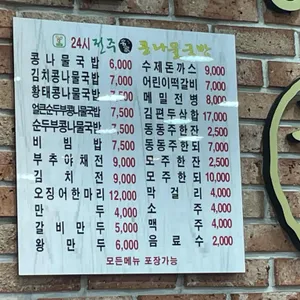 24시 전주 콩나물국밥
콩나물국밥 6,000
김치콩나물국밥 7,000
황태콩나물국밥 7,500
얼큰순두부콩나물국밥 7,500
순두부콩나물국밥 7,500
비빔밥 7,500
부추야채전 9,000
김치전 9,000
오징어한마리 12,000
만두 4,000
갈비만두 5,000
왕만두 6,000
수제돈까스 9,000
어린이떡갈비 7,000
메밀전병 8,000
김편두삼합 17,000
동동주한잔 2,500
동동주한되 7,000
모주한잔 2,500
모주한되 10,000
막걸리 4,000
소주 4,000
맥주 4,000
음료수 2,000
모든메뉴 포장가능